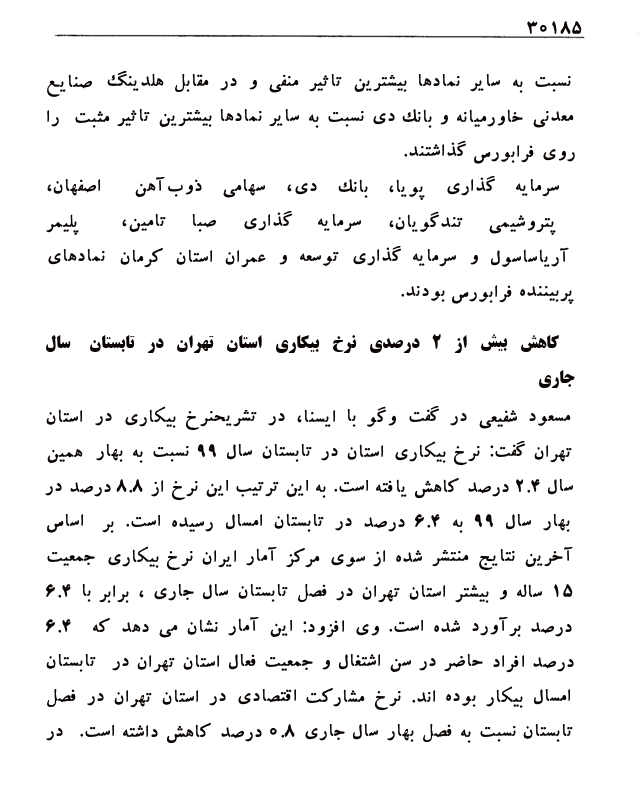 ۳۰۱۸۵
نسبت به سایر نمادها بیشترین تاثیر منفی و در مقابل هلدینگ صنایع
معدنی خاورمیانه و بانك دی نسبت به سایر نمادها بیشترین تاثیر مثبت را
روی فرابورس گذاشتند.
سرمایه گذاری پویا، بانك دی، سهامی ذوب‌آهن اصفهان،
پتروشیمی تندگویان، سرمایه گذاری صبا تامین، پلیمر
آریاساسول و سرمایه گذاری توسعه و عمران استان کرمان نمادهای
پربیننده فرابورس بودند.
کاهش بیش از ۲ درصدی نرخ بیکاری استان تهران در تابستان سال
جاری
مسعود شفیعی در گفت وگو با ایسنا، در تشریح‌نرخ بیکاری در استان
تهران گفت: نرخ بیکاری استان در تابستان سال ۹۹ نسبت به بهار همین
سال ۲.۴ درصد کاهش یافته است. به این ترتیب این نرخ از ۸.۸ درصد در
بهار سال ۹۹ به ۶.۴ درصد در تابستان امسال رسیده است. بر اساس
آخرین نتایج منتشر شده از سوی مرکز آمار ایران نرخ بیکاری جمعیت
۱۵ ساله و بیشتر استان تهران در فصل تابستان سال جاری ، برابر با ۶.۴
درصد برآورد شده است. وی افزود: این آمار نشان می دهد که ۶.۴
درصد افراد حاضر در سن اشتغال و جمعیت فعال استان تهران در تابستان
امسال بیکار بوده اند. نرخ مشارکت اقتصادی در استان تهران در فصل
تابستان نسبت به فصل بهار سال جاری ۰.۸ درصد کاهش داشته است. در